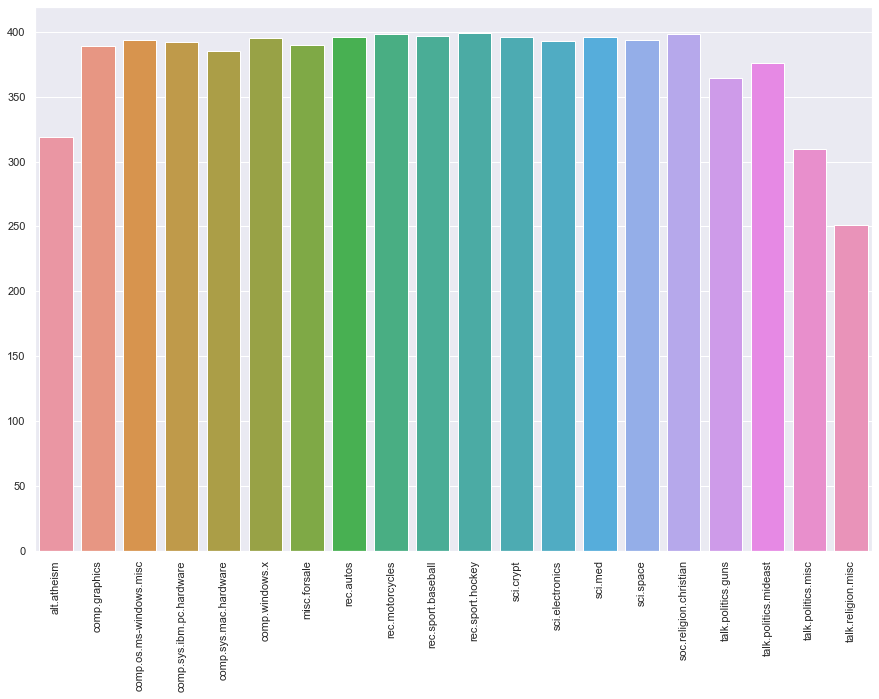 400
350
300
250
200
150
100
50
0
alt.atheism
comp.graphics
comp.os.ms-windows.misc
comp.sys.ibm.pc.hardware
comp.sys.mac.hardware
comp.windows.x
misc.forsale
rec.autos
rec.motorcycles
rec.sport.baseball
rec.sport.hockey
sci.crypt
sci.electronics
sci.med
sci.space
soc.religion.christian
talk.politics.guns
talk.politics.mideast
talk.politics.misc
talk.religion.misc